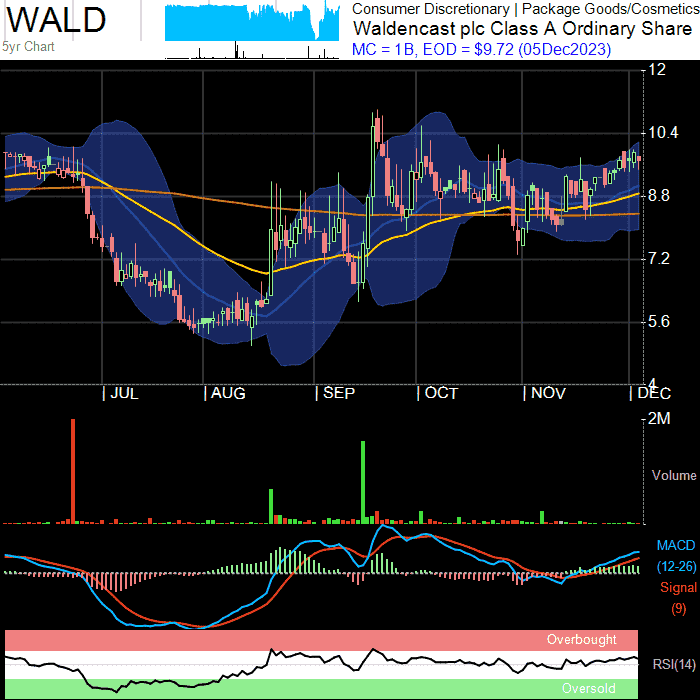 WALD
5yr Chart
Consumer Discretionary | Package Goods/Cosmetics
Waldencast plc Class A Ordinary Share
MC = 1B, EOD = $9.72 (05Dec2023)
12
10.4
8.8
7.2
5.6
4
| JUL | AUG | SEP | OCT | NOV | DEC
2M
Volume
MACD
(12-26)
Signal
(9)
Overbought
RSI(14)
Oversold